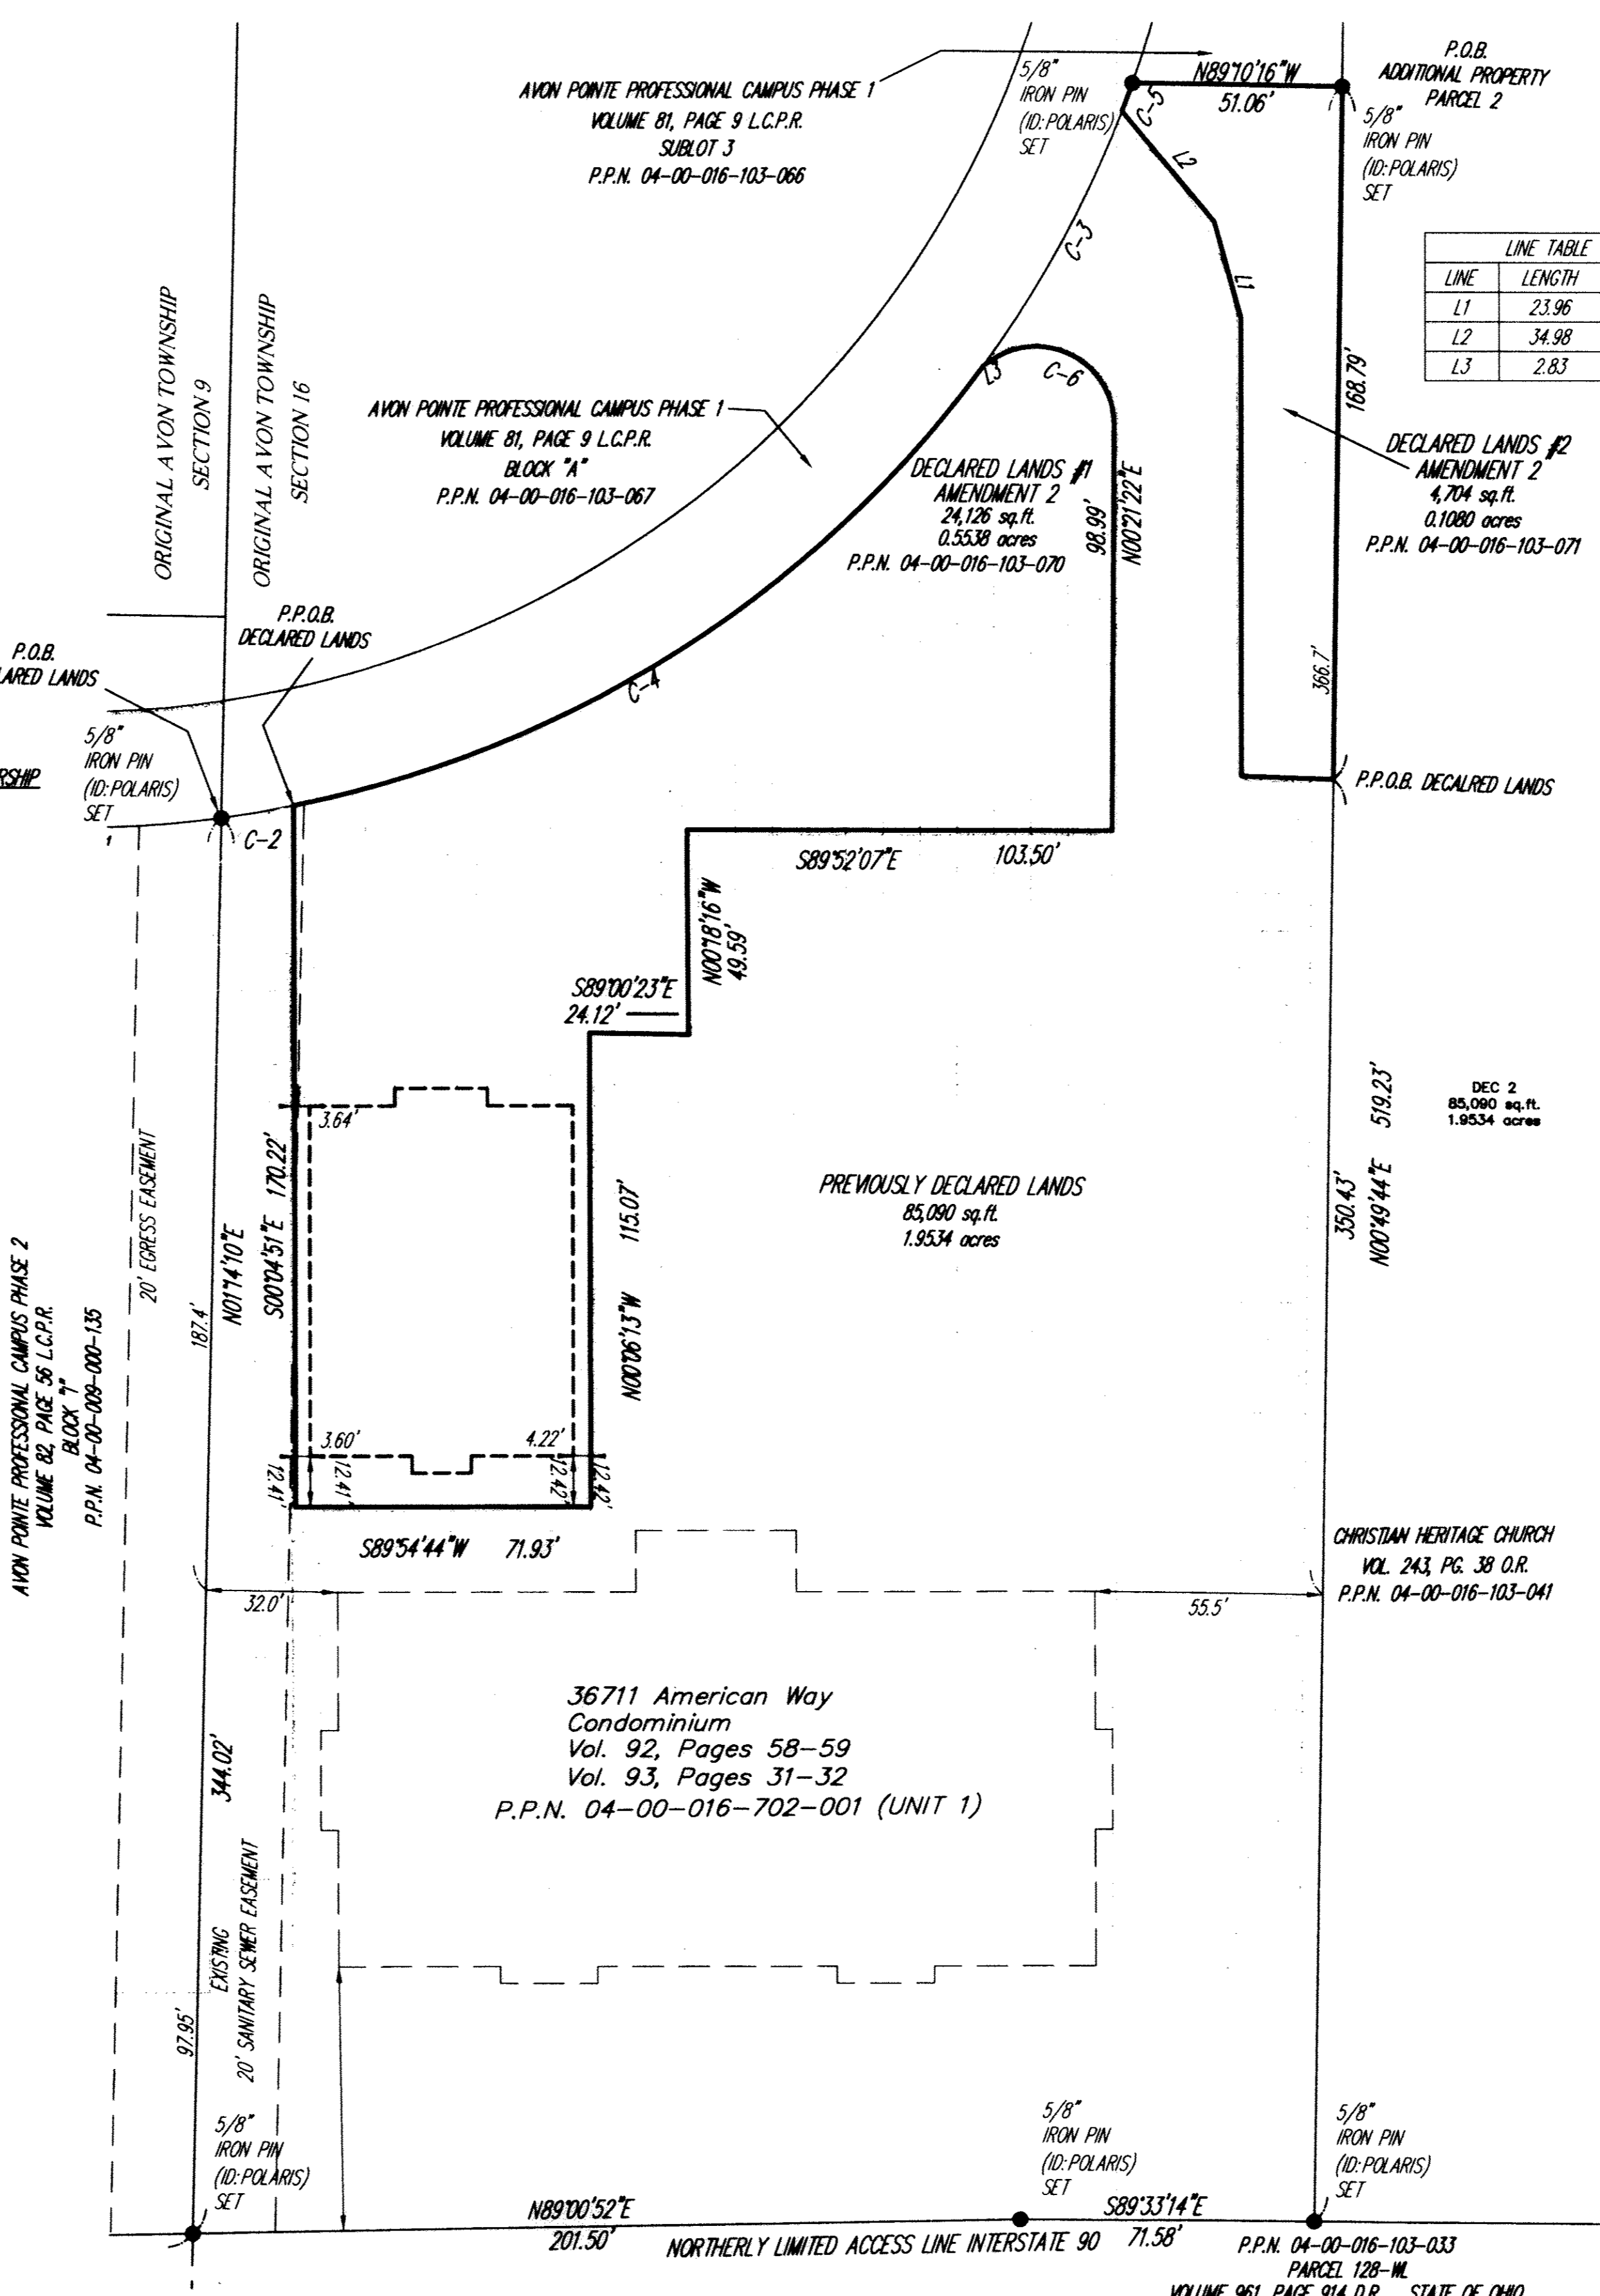 AVON POINTE PROFESSIONAL CAMPUS PHASE 1
VOLUME 81, PAGE 9 L.C.P.R.
SUBLOT 3
P.P.N. 04-00-016-103-066
5/8"
IRON PIN
(ID:POLARIS)
SET
N89°10'16"W
51.06'
C-5
P.O.B.
ADDITIONAL PROPERTY
PARCEL 2
5/8"
IRON PIN
(ID:POLARIS)
SET
L2
C-3
L1
LINE TABLE
LINE LENGTH
L1 23.96
L2 34.98
L3 2.83
ORIGINAL AVON TOWNSHIP
SECTION 9
ORIGINAL AVON TOWNSHIP
SECTION 16
L3
C-6
168.79'
AVON POINTE PROFESSIONAL CAMPUS PHASE 1
VOLUME 81, PAGE 9 L.C.P.R.
BLOCK "A"
P.P.N. 04-00-016-103-067
DECLARED LANDS #1
AMENDMENT 2
24,126 sq.ft.
0.5538 acres
P.P.N. 04-00-016-103-070
98.99'
N00°21'22"E
DECLARED LANDS #2
AMENDMENT 2
4,704 sq.ft.
0.1080 acres
P.P.N. 04-00-016-103-071
P.P.O.B.
DECLARED LANDS
P.O.B.
LARED LANDS
366.7'
C-4
5/8"
IRON PIN
(ID:POLARIS)
SET
RSHIP
P.P.O.B. DECALRED LANDS
1
C-2
S89°52'07"E 103.50'
N00°18'16"W
49.59'
S89°00'23"E
24.12'
3.64'
20' EGRESS EASEMENT
187.4'
N01°14'10"E
S00°04'51"E 170.22'
115.07'
N00°06'13"W
PREVIOUSLY DECLARED LANDS
85,090 sq.ft.
1.9534 acres
350.43'
N00°49'44"E 519.23'
DEC 2
85,090 sq.ft.
1.9534 acres
AVON POINTE PROFESSIONAL CAMPUS PHASE 2
VOLUME 82, PAGE 56 L.C.P.R.
BLOCK "I"
P.P.N. 04-00-009-000-135
3.60' 4.22'
12.41'
12.41'
12.42'
12.42'
S89°54'44"W 71.93'
32.0'
55.5'
CHRISTIAN HERITAGE CHURCH
VOL. 243, PG. 38 O.R.
P.P.N. 04-00-016-103-041
36711 American Way
Condominium
Vol. 92, Pages 58-59
Vol. 93, Pages 31-32
P.P.N. 04-00-016-702-001 (UNIT 1)
344.02'
EXISTING
20' SANITARY SEWER EASEMENT
97.95'
5/8"
IRON PIN
(ID:POLARIS)
SET
5/8"
IRON PIN
(ID:POLARIS)
SET
5/8"
IRON PIN
(ID:POLARIS)
SET
N89°00'52"E
201.50'
NORTHERLY LIMITED ACCESS LINE INTERSTATE 90
S89°33'14"E
71.58'
P.P.N. 04-00-016-103-033
PARCEL 128-WL
VOLUME 961, PAGE 914 D.R. STATE OF OHIO